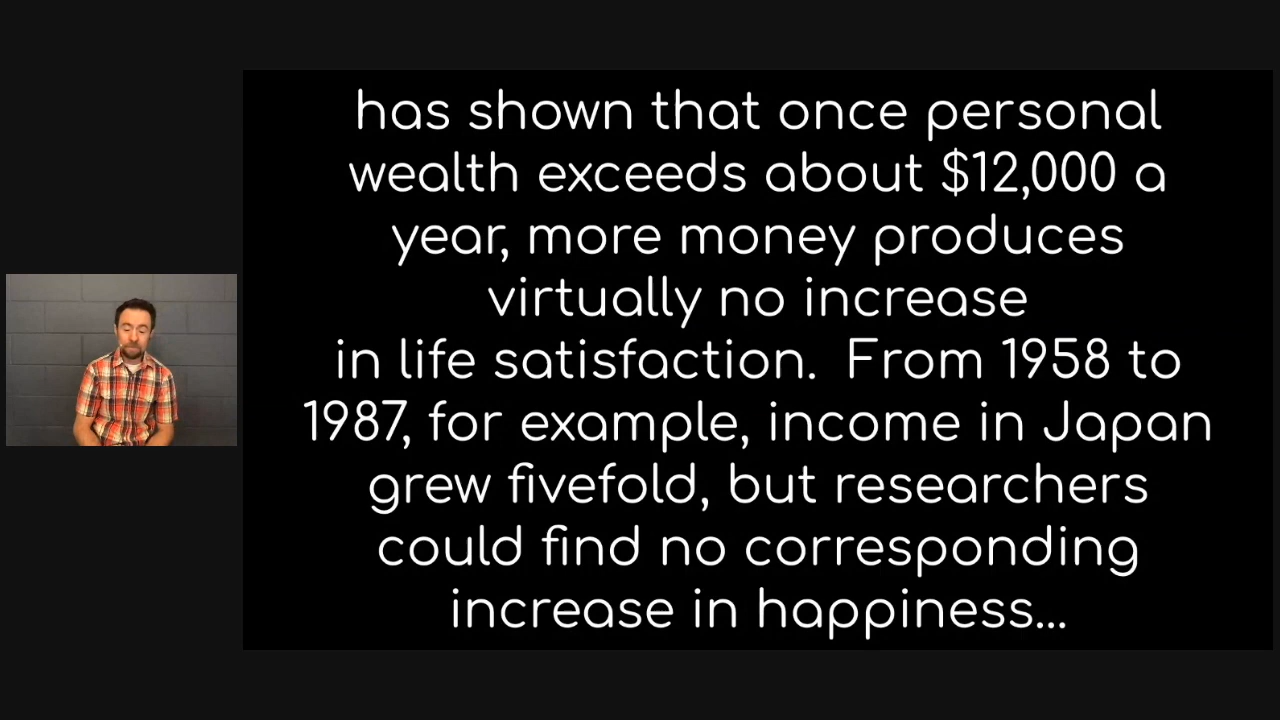 has shown that once personal
wealth exceeds about $12,000 a
year, more money produces
virtually no increase
in life satisfaction.  From 1958 to
1987, for example, income in Japan
grew fivefold, but researchers
could find no corresponding
increase in happiness...